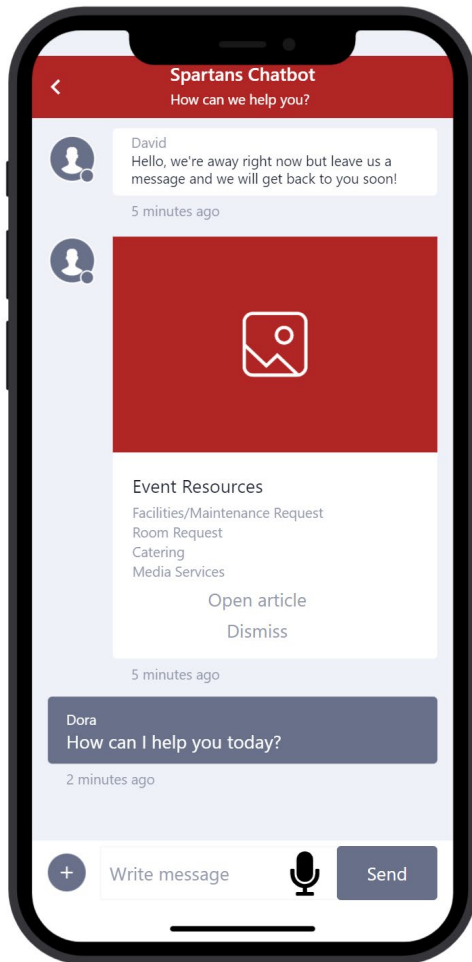 Spartans Chatbot
How can we help you?
David
Hello, we're away right now but leave us a
message and we will get back to you soon!
5 minutes ago
Event Resources
Facilities/Maintenance Request
Room Request
Catering
Media Services
Open article
Dismiss
5 minutes ago
Dora
How can I help you today?
2 minutes ago
Write message
Send